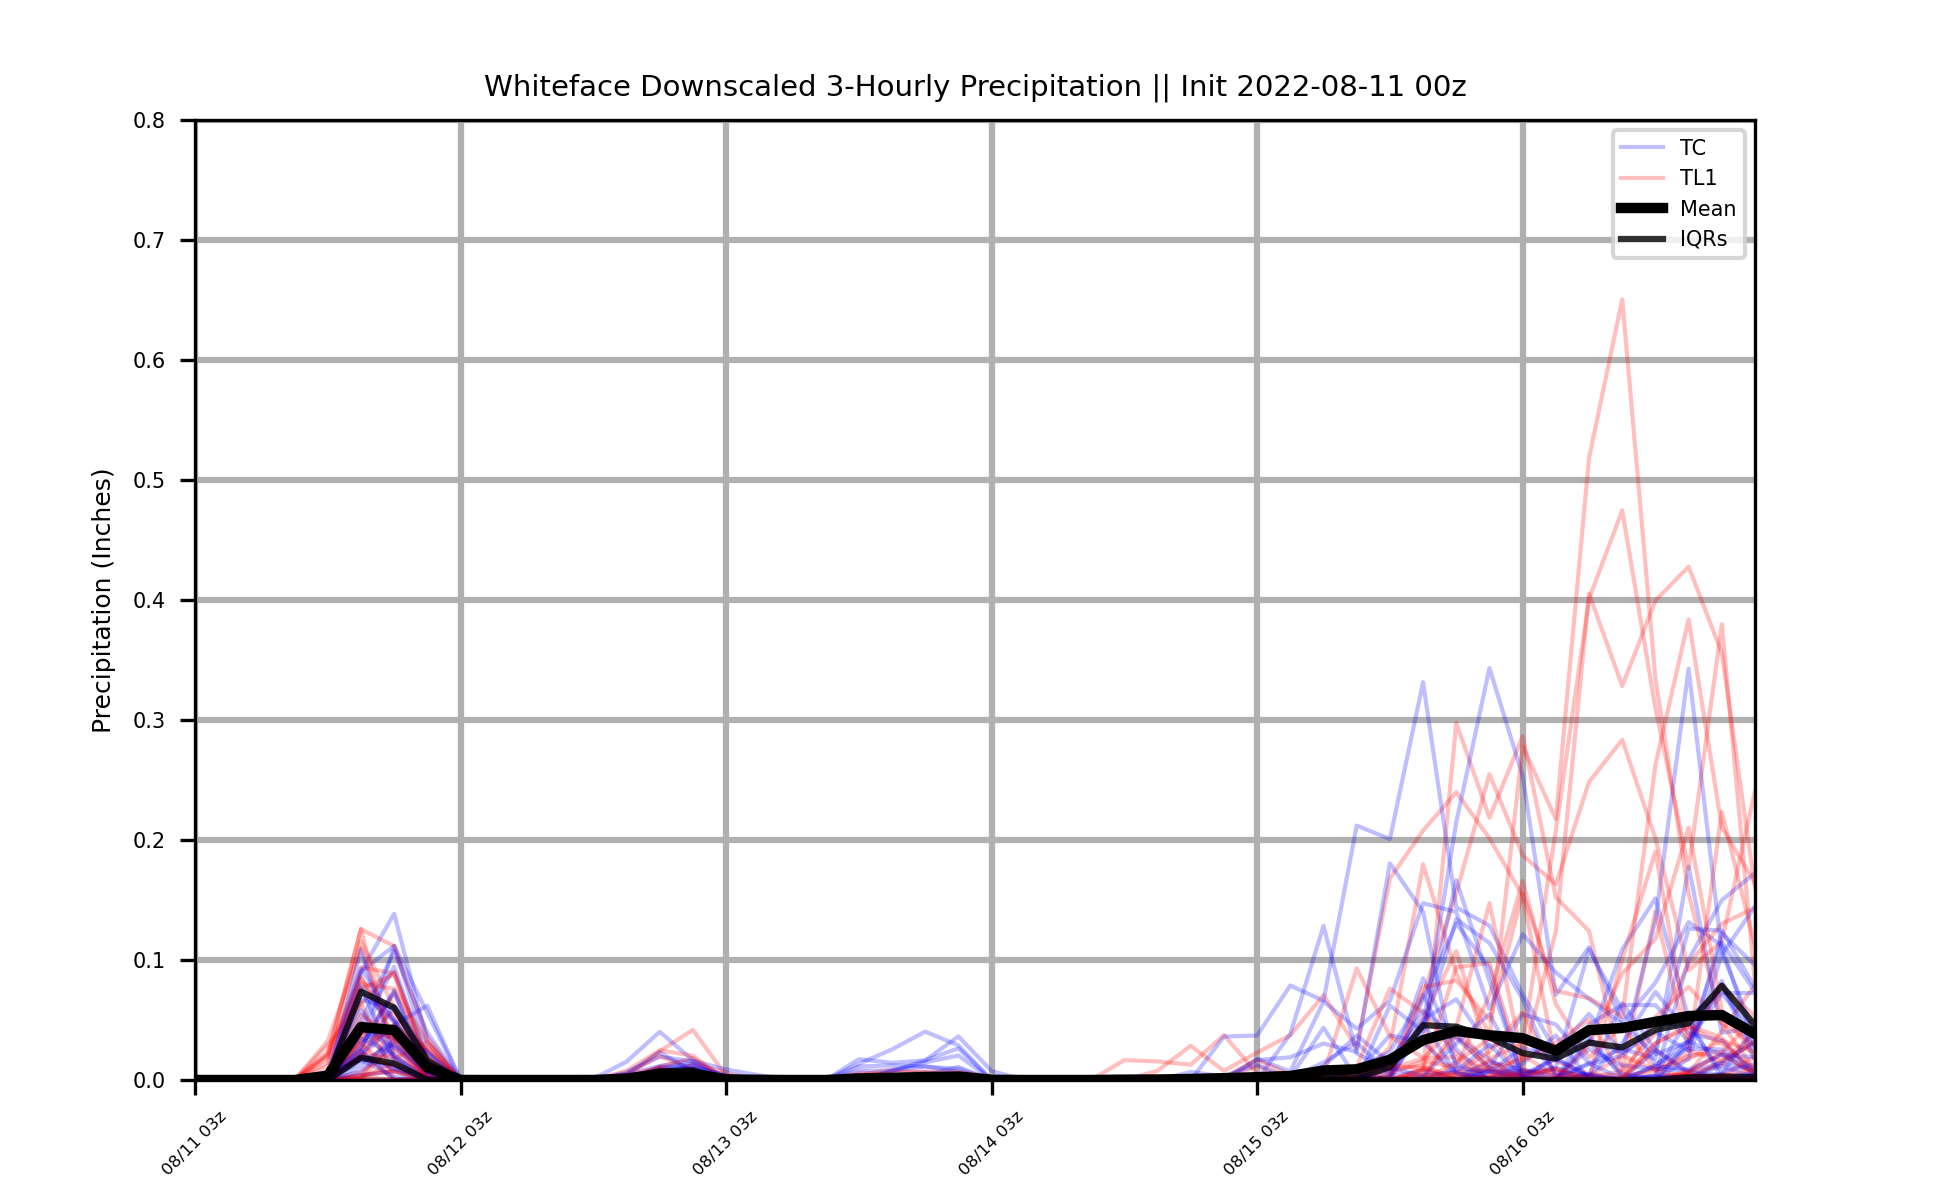 Whiteface Downscaled 3-Hourly Precipitation || Init 2022-08-11 00z
TC
TL1
Mean
IQRs
Precipitation (Inches)
0.8
0.7
0.6
0.5
0.4
0.3
0.2
0.1
0.0
08/11 03z
08/12 03z
08/13 03z
08/14 03z
08/15 03z
08/16 03z